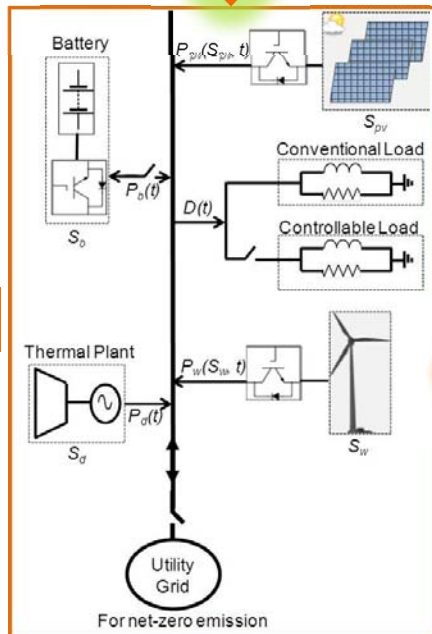 Battery
P_pv(S_pv, t)
S_pv
Conventional Load
P_b(t)
S_b
D(t)
Controllable Load
Thermal Plant
P_w(S_w, t)
P_d(t)
S_d
S_w
Utility
Grid
For net-zero emission